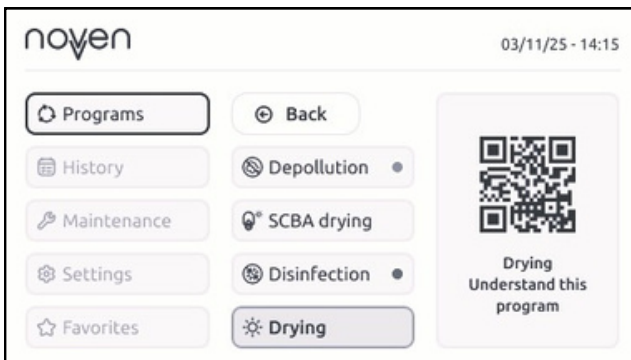 noven
03/11/25 - 14:15
Programs
History
Maintenance
Settings
Favorites
Back
Depollution
SCBA drying
Disinfection
Drying
Drying
Understand this
program